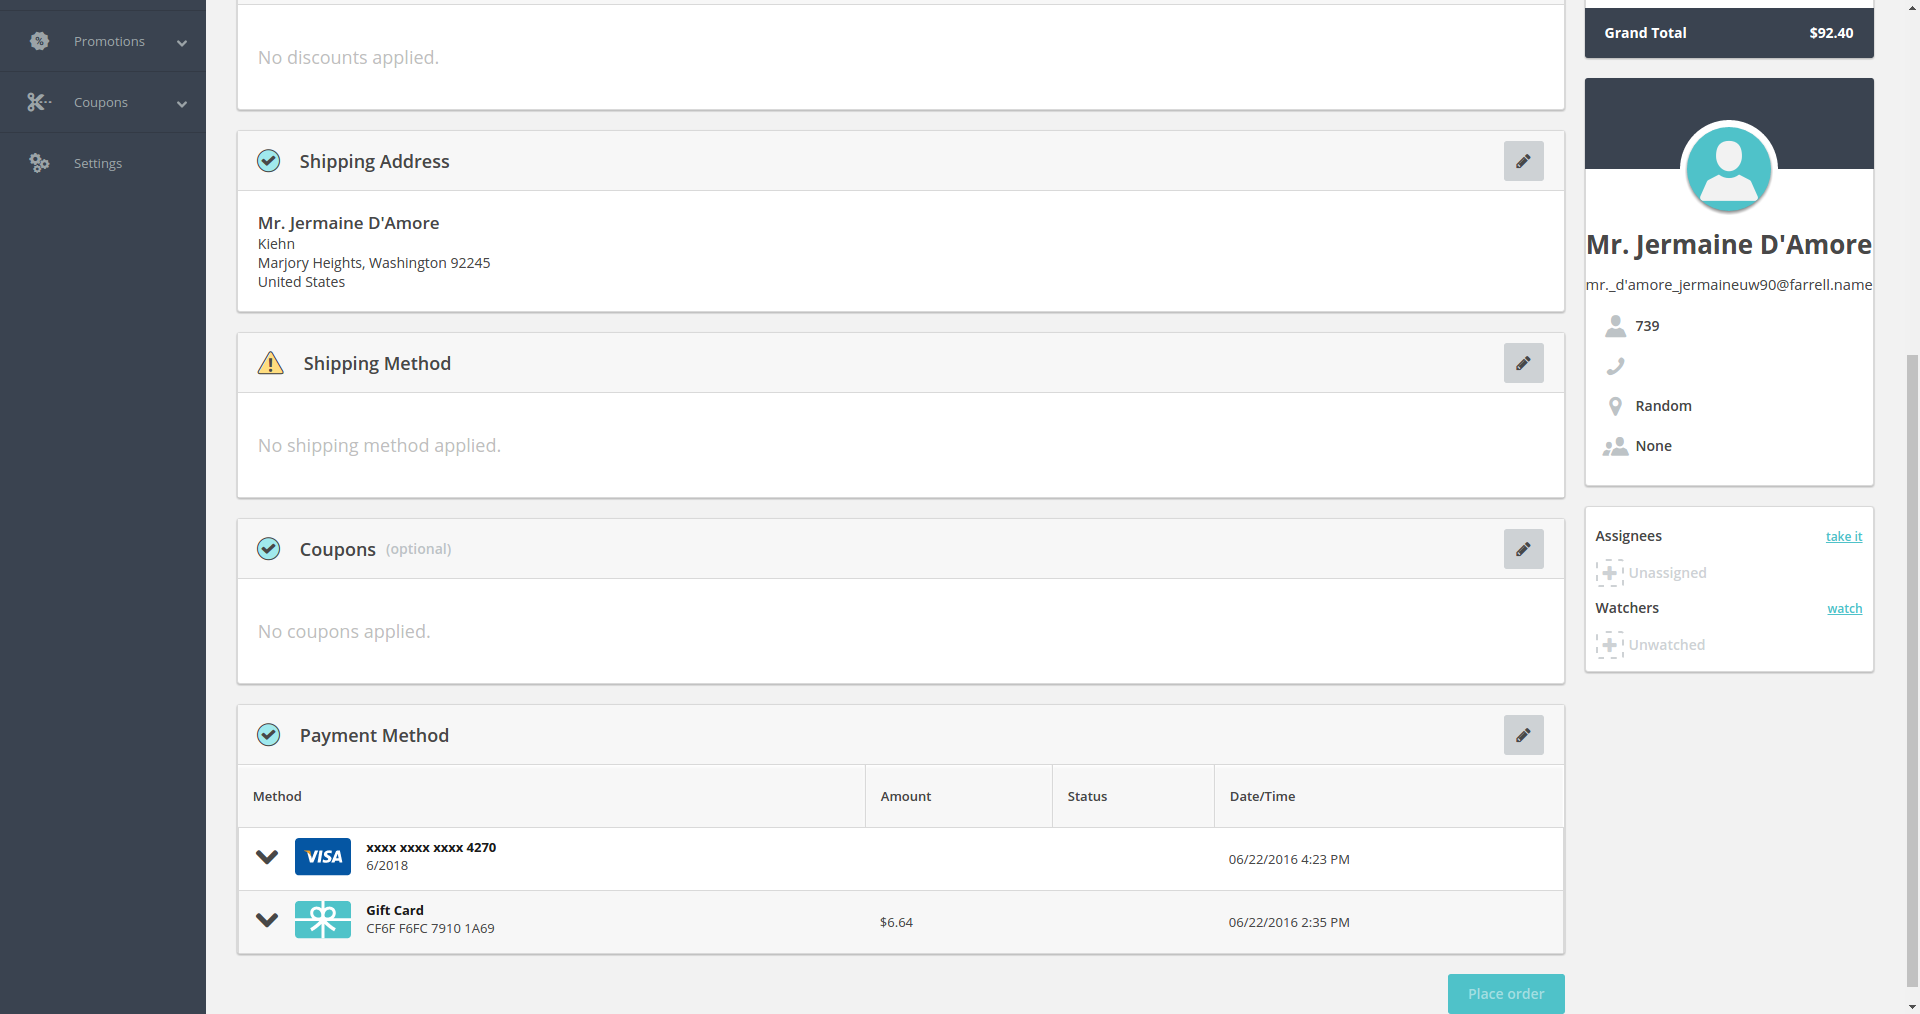 Promotions
Coupons
Settings
No discounts applied.
Shipping Address
Mr. Jermaine D'Amore
Kiehn
Marjory Heights, Washington 92245
United States
Shipping Method
No shipping method applied.
Coupons (optional)
No coupons applied.
Payment Method
Method Amount Status Date/Time
VISA xxxx xxxx xxxx 4270
6/2018
06/22/2016 4:23 PM
Gift Card
CF6F F6FC 7910 1A69
$6.64 06/22/2016 2:35 PM
Place order
Grand Total $92.40
Mr. Jermaine D'Amore
mr._d'amore_jermaineuw90@farrell.name
739
Random
None
Assignees take it
Unassigned
Watchers watch
Unwatched